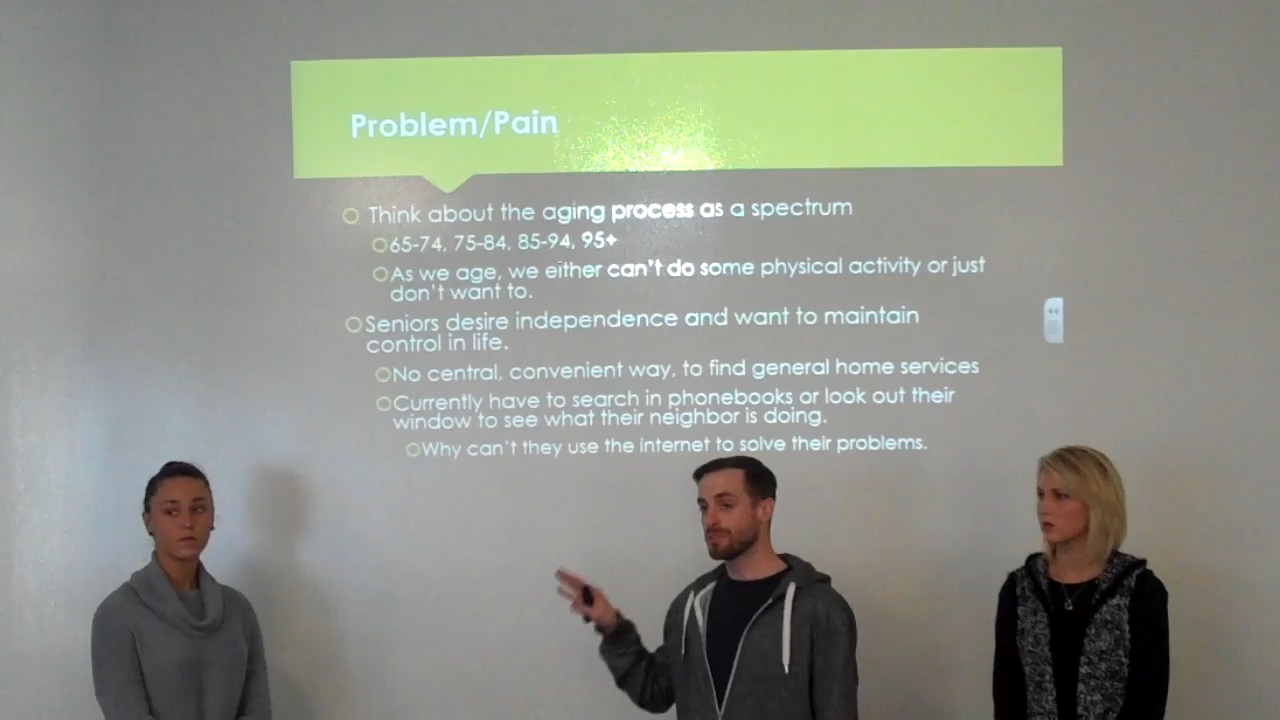 Problem/Pain
Think about the aging process as a spectrum
65-74, 75-84, 85-94, 95+
As we age, we either can't do some physical activity or just
don't want to.
Seniors desire independence and want to maintain
control in life.
No central, convenient way, to find general home services
Currently have to search in phonebooks or look out their
window to see what their neighbor is doing.
Why can't they use the internet to solve their problems.